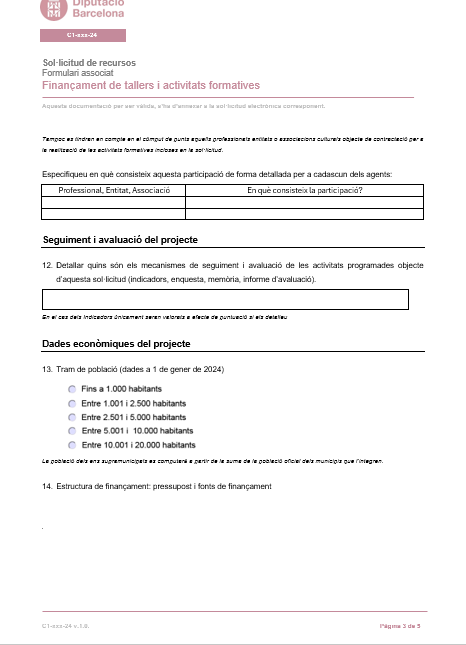 Diputació
Barcelona
C1-xxx-24
Sol·licitud de recursos
Formulari associat
Finançament de tallers i activitats formatives
Aquesta documentació per ser vàlida, s'ha d'annexar a la sol·licitud electrònica corresponent.
Tampoc es tindran en compte en el còmput de punts aquells professionals entitats o associacions culturals objecte de contractació per a
la realització de les activitats formatives incloses en la sol·licitud.
Especifiqueu en què consisteix aquesta participació de forma detallada per a cadascun dels agents:
Professional, Entitat, Associació En què consisteix la participació?
Seguiment i avaluació del projecte
12. Detallar quins són els mecanismes de seguiment i avaluació de les activitats programades objecte
d'aquesta sol·licitud (indicadors, enquesta, memòria, informe d'avaluació).
En el cas dels indicadors únicament seran valorats a efecte de puntuació si els detalleu
Dades econòmiques del projecte
13. Tram de població (dades a 1 de gener de 2024)
Fins a 1.000 habitants
Entre 1.001 i 2.500 habitants
Entre 2.501 i 5.000 habitants
Entre 5.001 i 10.000 habitants
Entre 10.001 i 20.000 habitants
La població dels ens supramunicipals es computarà a partir de la suma de la població oficial dels municipis que l'integren.
14. Estructura de finançament: pressupost i fonts de finançament
.
C1-xxx-24 v.1.0.
Pàgina 3 de 5